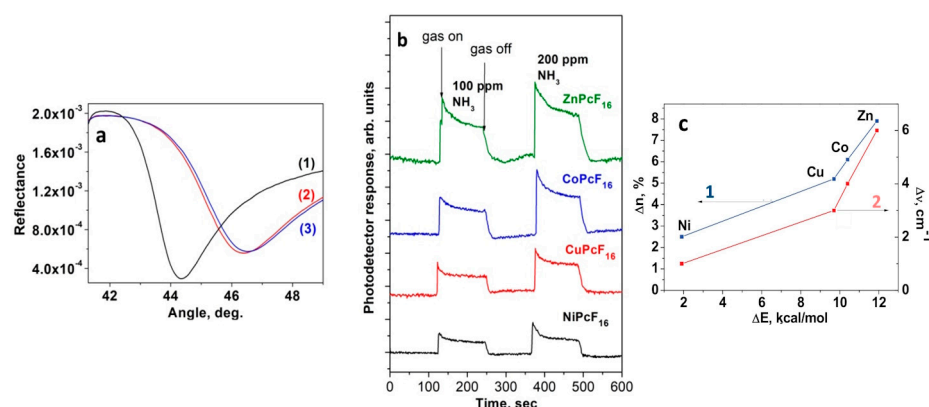 a
2.0x10⁻³
1.6x10⁻³
1.2x10⁻³
8.0x10⁻⁴
4.0x10⁻⁴
Reflectance
(1)
(2)
(3)
42 44 46 48
Angle, deg.
b
gas on
gas off
100 ppm
NH₃
200 ppm
NH₃
ZnPcF₁₆
CoPcF₁₆
CuPcF₁₆
NiPcF₁₆
Photodetector response, arb. units
0 100 200 300 400 500 600
Time, sec
c
8
7
6
5
4
3
2
1
0
Δn, %
Ni
Cu
Co
Zn
1
2
6
4
2
0
Δν, cm⁻¹
2 4 6 8 10 12
ΔE, kcal/mol